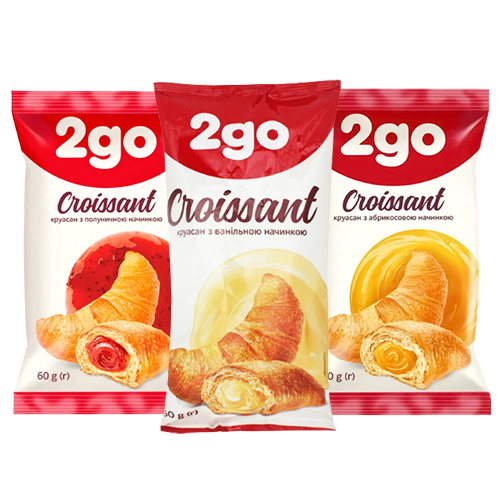 2go
Croissant
круасан з полуничною начинкою
60 g (г)
2go
Croissant
круасан з ванільною начинкою
60 g (г)
2go
Croissant
круасан з абрикосовою начинкою
0 g (г)